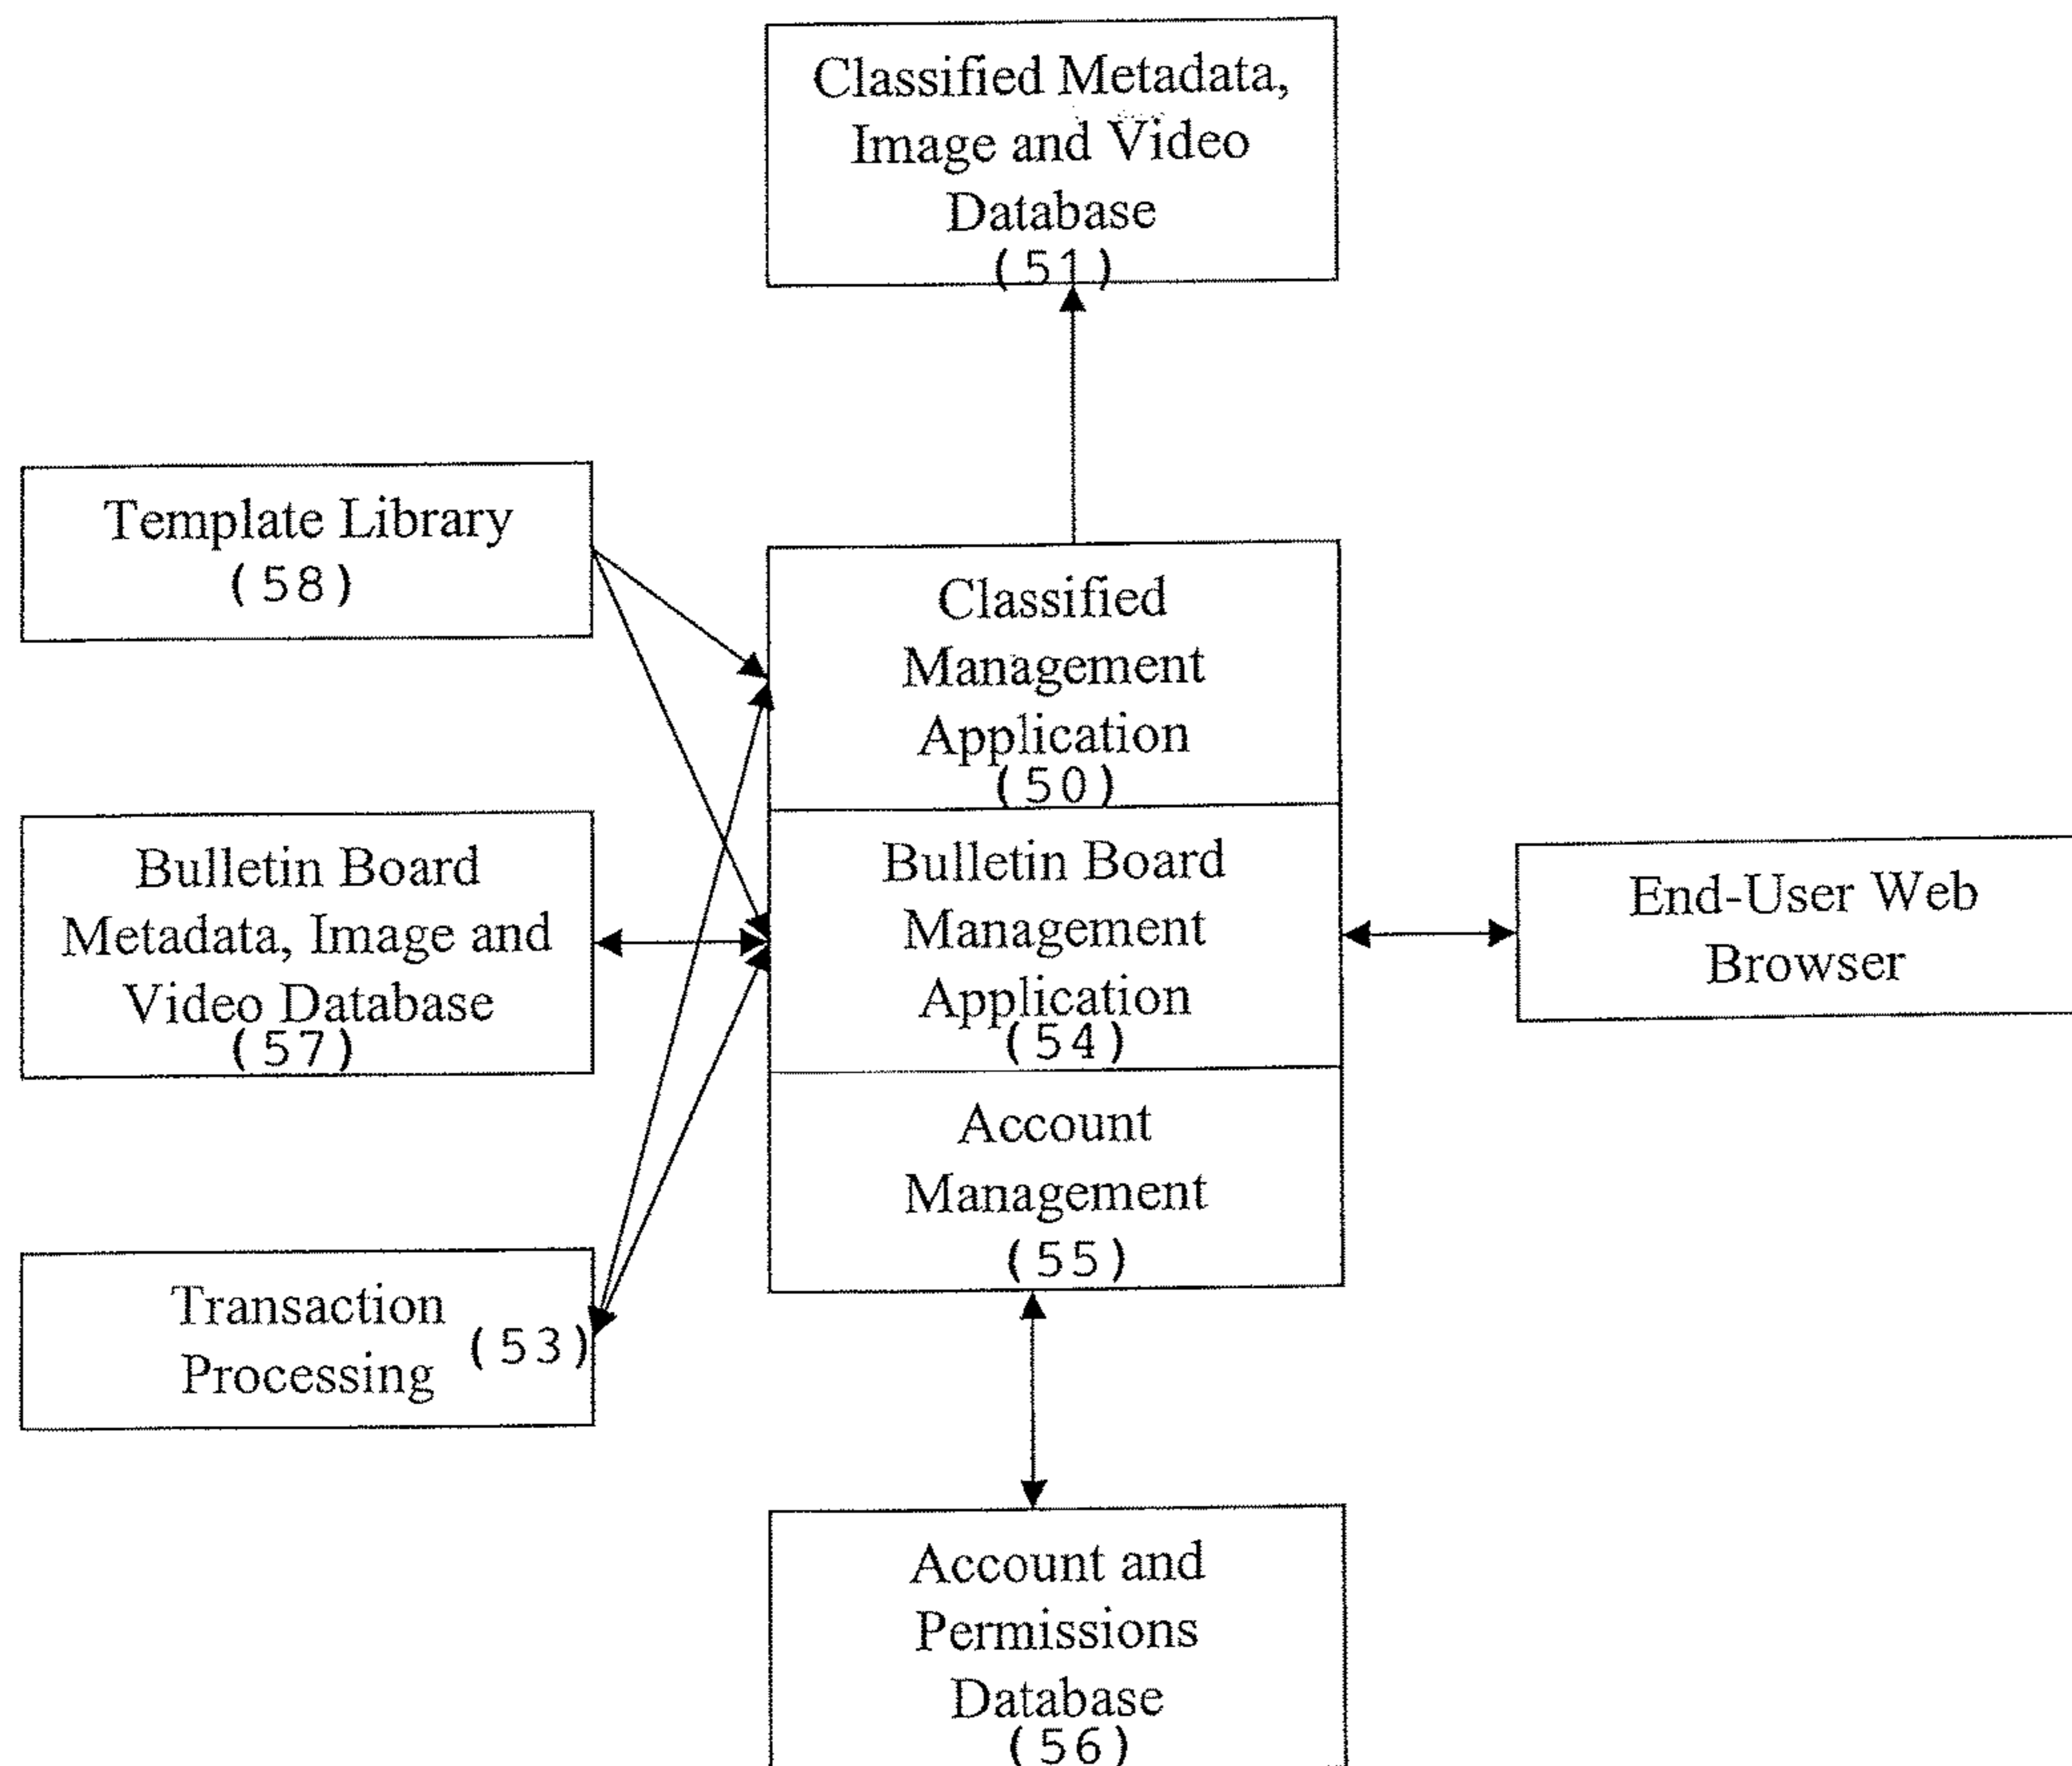 Classified Metadata,
Image and Video
Database
(51)
Template Library
(58)
Classified
Management
Application
(50)
Bulletin Board
Metadata, Image and
Video Database
(57)
Bulletin Board
Management
Application
(54)
End-User Web
Browser
Account
Management
(55)
Transaction
Processing (53)
Account and
Permissions
Database
(56)